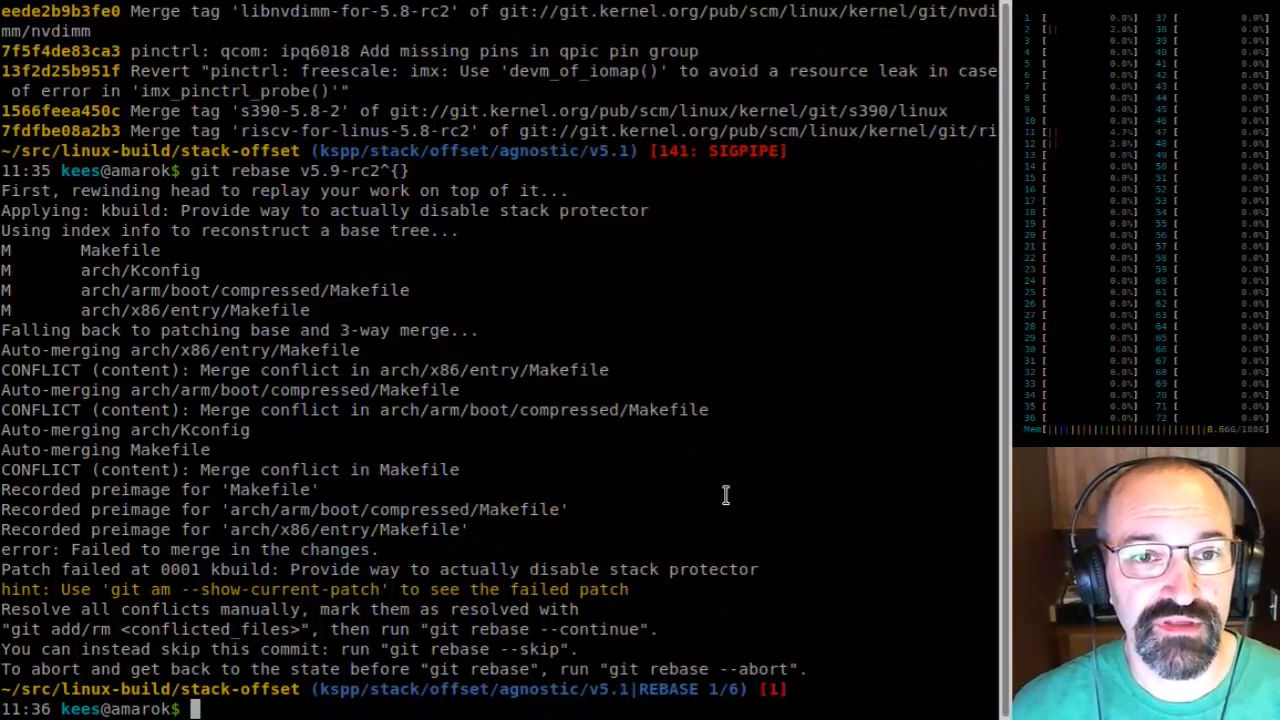 eede2b9b3fe0 Merge tag 'libnvdimm-for-5.8-rc2' of git://git.kernel.org/pub/scm/linux/kernel/git/nvdi
mm/nvdimm
7f5f4de83ca3 pinctrl: qcom: ipq6018 Add missing pins in qpic pin group
13f2d25b951f Revert "pinctrl: freescale: imx: Use 'devm_of_iomap()' to avoid a resource leak in case
 of error in 'imx_pinctrl_probe()'"
1566feea450c Merge tag 's390-5.8-2' of git://git.kernel.org/pub/scm/linux/kernel/git/s390/linux
7fdfbe08a2b3 Merge tag 'riscv-for-linus-5.8-rc2' of git://git.kernel.org/pub/scm/linux/kernel/git/ri
~/src/linux-build/stack-offset (kspp/stack/offset/agnostic/v5.1) [141: SIGPIPE]
11:35 kees@amarok$ git rebase v5.9-rc2^{}
First, rewinding head to replay your work on top of it...
Applying: kbuild: Provide way to actually disable stack protector
Using index info to reconstruct a base tree...
M       Makefile
M       arch/Kconfig
M       arch/arm/boot/compressed/Makefile
M       arch/x86/entry/Makefile
Falling back to patching base and 3-way merge...
Auto-merging arch/x86/entry/Makefile
CONFLICT (content): Merge conflict in arch/x86/entry/Makefile
Auto-merging arch/arm/boot/compressed/Makefile
CONFLICT (content): Merge conflict in arch/arm/boot/compressed/Makefile
Auto-merging arch/Kconfig
Auto-merging Makefile
CONFLICT (content): Merge conflict in Makefile
Recorded preimage for 'Makefile'
Recorded preimage for 'arch/arm/boot/compressed/Makefile'
Recorded preimage for 'arch/x86/entry/Makefile'
error: Failed to merge in the changes.
Patch failed at 0001 kbuild: Provide way to actually disable stack protector
hint: Use 'git am --show-current-patch' to see the failed patch
Resolve all conflicts manually, mark them as resolved with
"git add/rm <conflicted_files>", then run "git rebase --continue".
You can instead skip this commit: run "git rebase --skip".
To abort and get back to the state before "git rebase", run "git rebase --abort".
~/src/linux-build/stack-offset (kspp/stack/offset/agnostic/v5.1|REBASE 1/6) [1]
11:36 kees@amarok$